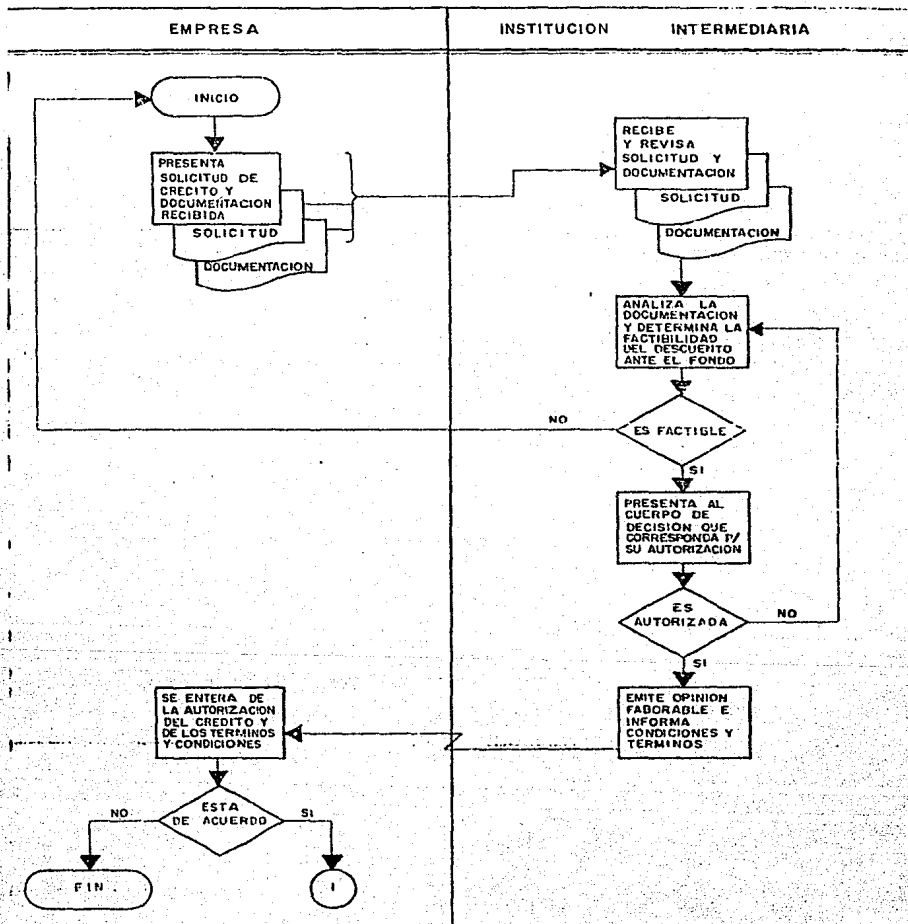 EMPRESA
INSTITUCION INTERMEDIARIA
INICIO
PRESENTA
SOLICITUD DE
CREDITO Y
DOCUMENTACION
RECIBIDA
SOLICITUD
DOCUMENTACION
RECIBE
Y REVISA
SOLICITUD Y
DOCUMENTACION
SOLICITUD
DOCUMENTACION
ANALIZA LA
DOCUMENTACION
Y DETERMINA LA
FACTIBILIDAD
DEL DESCUENTO
ANTE EL FONDO
NO
ES FACTIBLE
SI
PRESENTA AL
CUERPO DE
DECISION QUE
CORRESPONDA P/
SU AUTORIZACION
ES
AUTORIZADA
NO
SI
EMITE OPINION
FABORABLE E
INFORMA
CONDICIONES Y
TERMINOS
SE ENTERA DE
LA AUTORIZACION
DEL CREDITO Y
DE LOS TERMINOS
Y CONDICIONES
NO
ESTA
DE ACUERDO
SI
FIN.
1